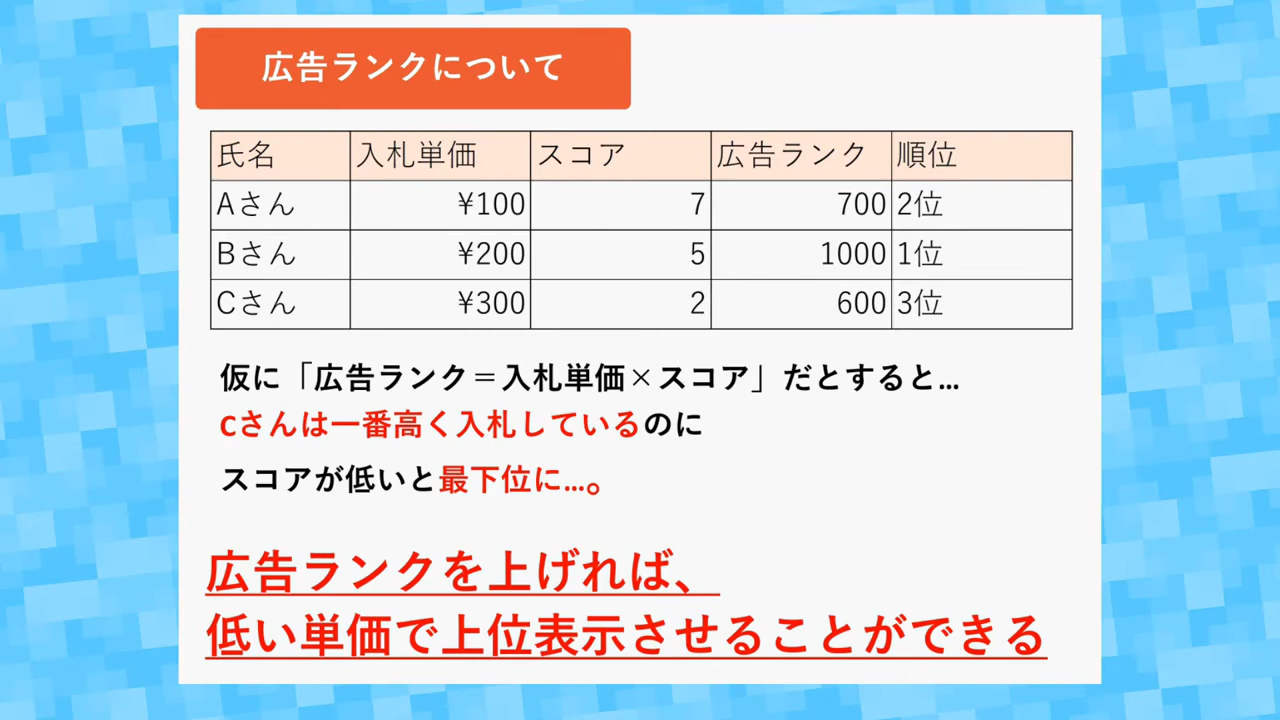 広告ランクについて
氏名 入札単価 スコア 広告ランク 順位
Aさん ¥100 7 700 2位
Bさん ¥200 5 1000 1位
Cさん ¥300 2 600 3位
仮に「広告ランク＝入札単価×スコア」だとすると…
Cさんは一番高く入札しているのに
スコアが低いと最下位に…。
広告ランクを上げれば、
低い単価で上位表示させることができる